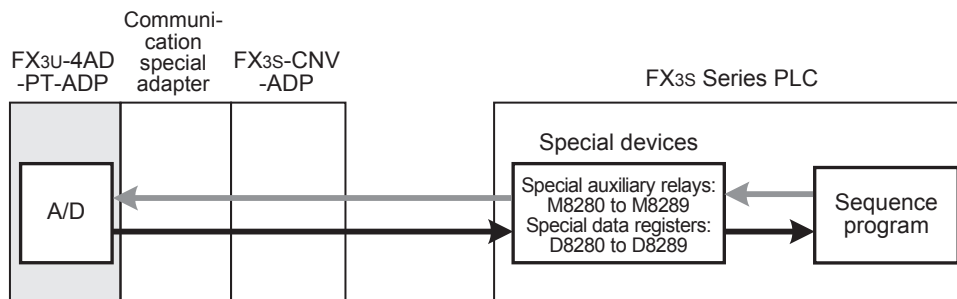 FX3U-4AD
-PT-ADP
Communi-
cation
special
adapter
FX3S-CNV
-ADP
FX3S Series PLC
A/D
Special devices
Special auxiliary relays:
M8280 to M8289
Special data registers:
D8280 to D8289
Sequence
program